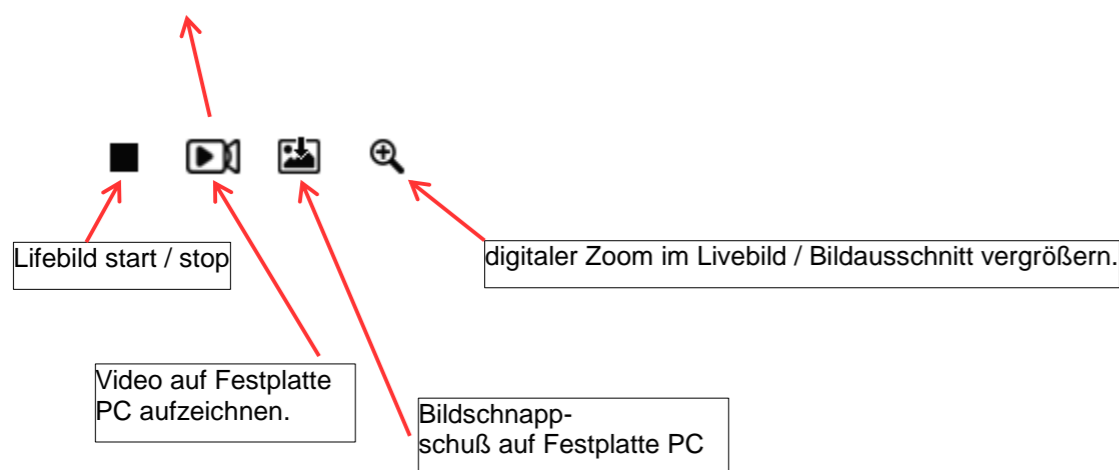 Lifebild start / stop
digitaler Zoom im Livebild / Bildausschnitt vergrößern.
Video auf Festplatte
PC aufzeichnen.
Bildschnapp-
schuß auf Festplatte PC